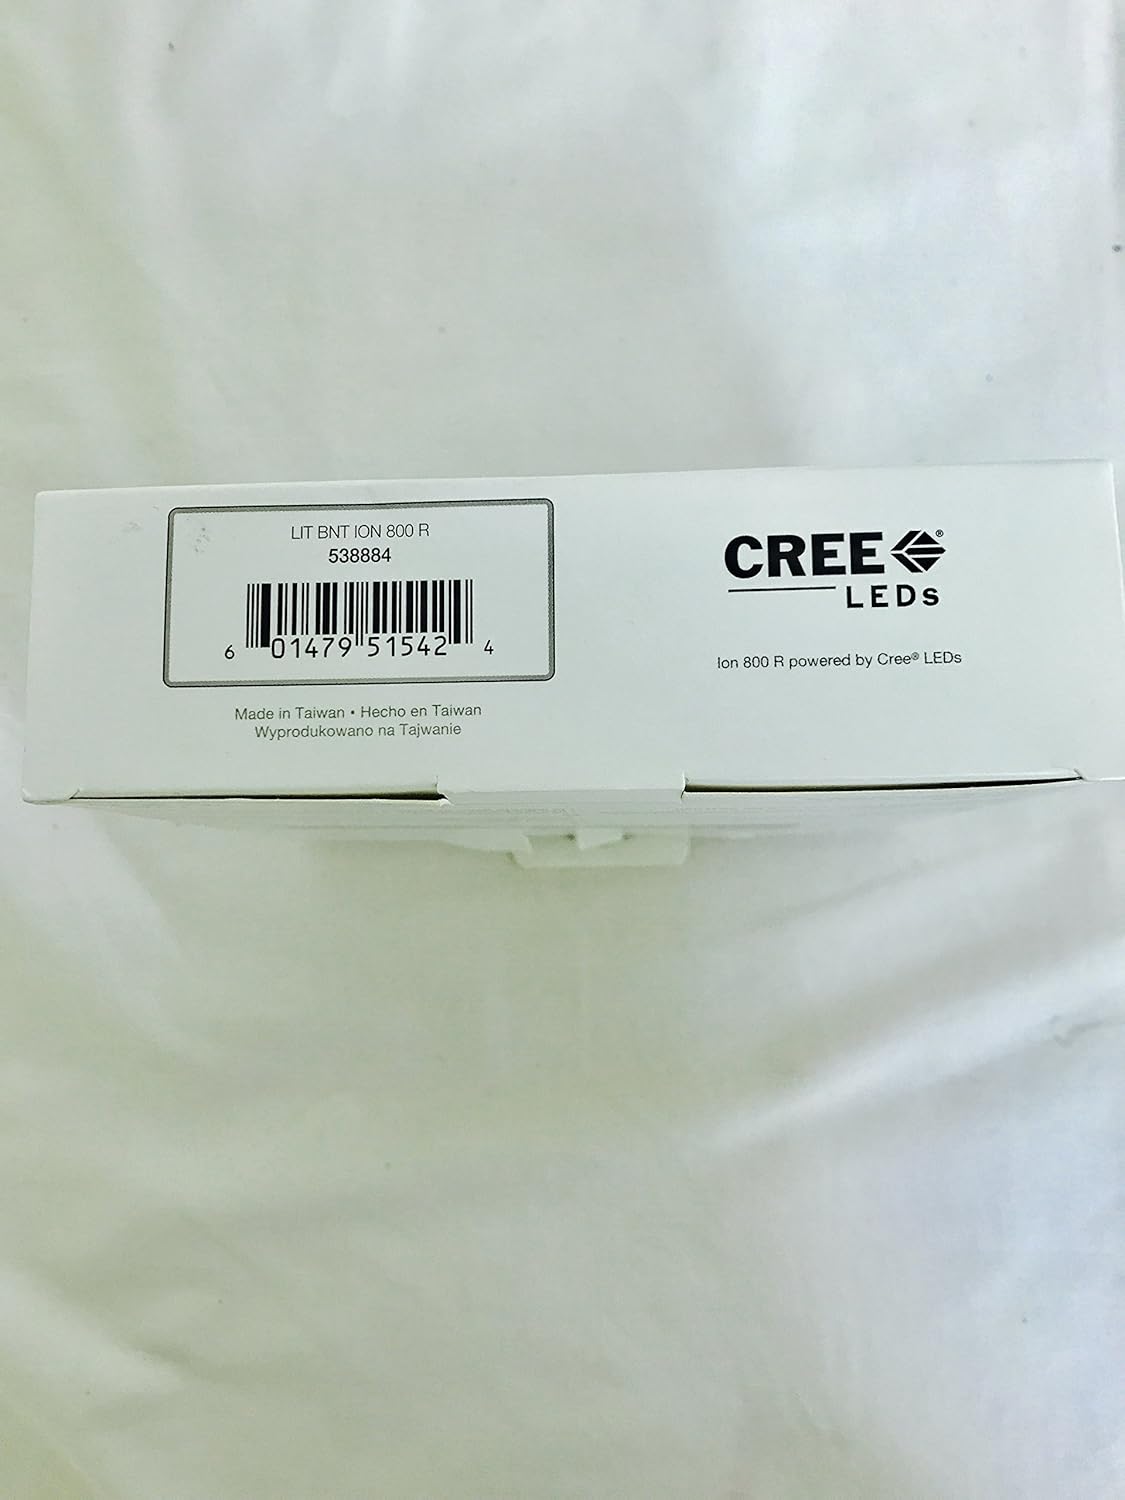 LIT BNT ION 800 R
538884
6 01479 51542 4
Made in Taiwan • Hecho en Taiwan
Wyprodukowano na Tajwanie
CREE®
LEDs
Ion 800 R powered by Cree® LEDs